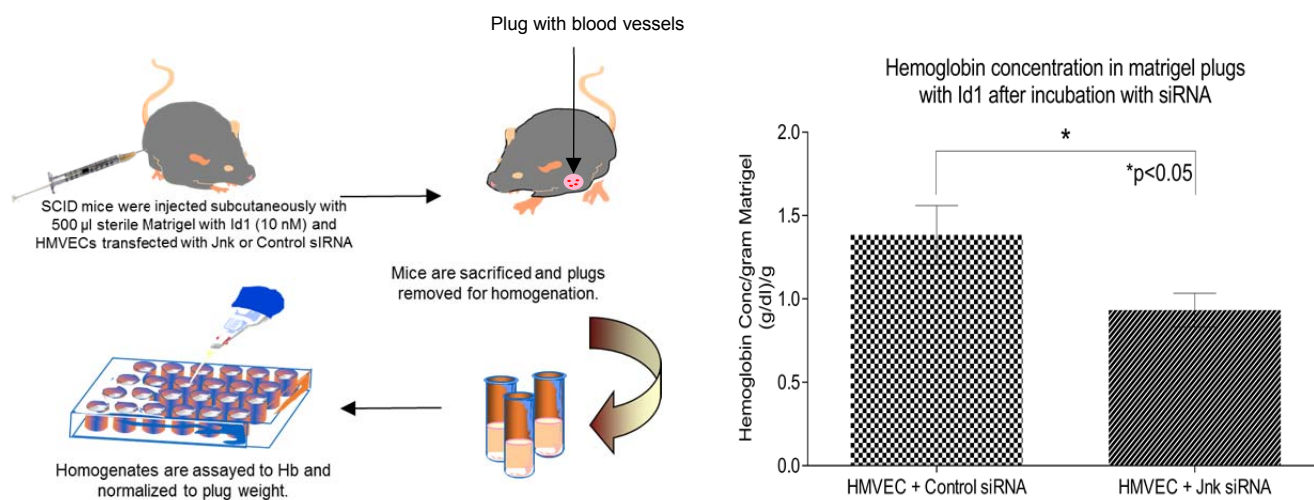 Plug with blood vessels
SCID mice were injected subcutaneously with
500 µl sterile Matrigel with Id1 (10 nM) and
HMVECs transfected with Jnk or Control sIRNA
Mice are sacrificed and plugs
removed for homogenation.
Homogenates are assayed to Hb and
normalized to plug weight.
Hemoglobin concentration in matrigel plugs
with Id1 after incubation with siRNA
Hemoglobin Conc/gram Matrigel
(g/dl)/g
2.0
1.5
1.0
0.5
0.0
*
*p<0.05
HMVEC + Control siRNA
HMVEC + Jnk siRNA